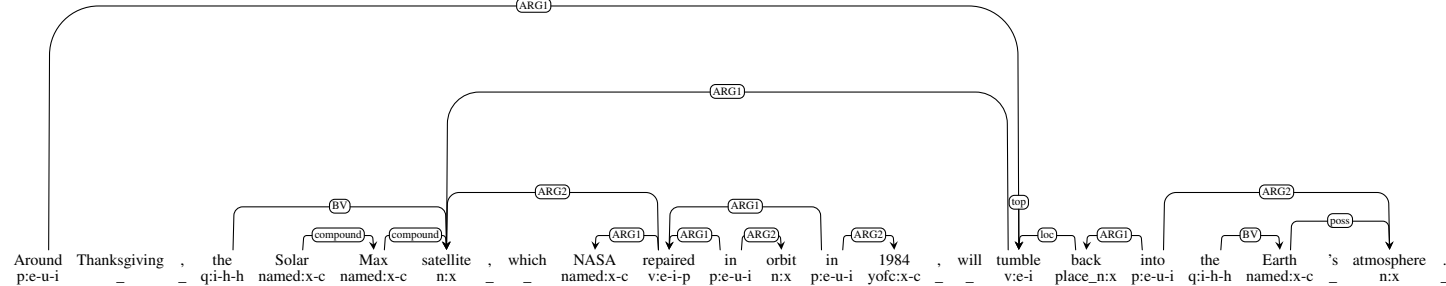 ARG1
ARG1
ARG2 ARG2
BV ARG1 top poss
compound compound ARG1 ARG1 ARG2 ARG2 loc ARG1 BV
Around Thanksgiving , the Solar Max satellite , which NASA repaired in orbit in 1984 , will tumble back into the Earth 's atmosphere .
p:e-u-i _ _ q:i-h-h named:x-c named:x-c n:x _ _ named:x-c v:e-i-p p:e-u-i n:x p:e-u-i yofc:x-c _ _ v:e-i place_n:x p:e-u-i q:i-h-h named:x-c _ n:x _